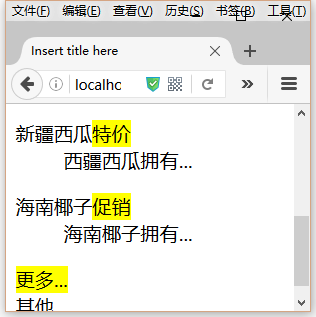 文件(F) 编辑(E) 查看(V) 历史(S) 书签(B) 工具(T)
Insert title here
localhc
新疆西瓜特价
西疆西瓜拥有...
海南椰子促销
海南椰子拥有...
更多...
其他